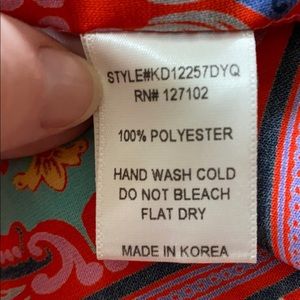 STYLE#KD12257DYQ
RN# 127102
100% POLYESTER
HAND WASH COLD
DO NOT BLEACH
FLAT DRY
MADE IN KOREA